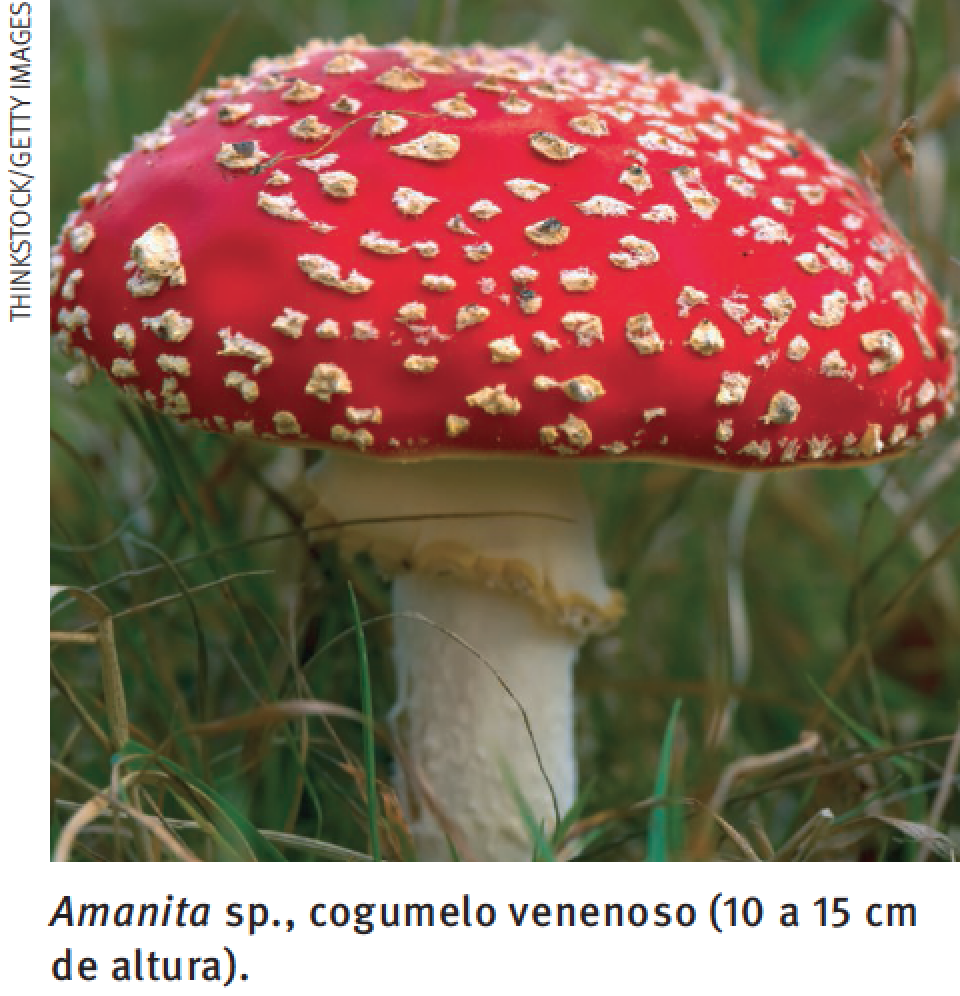 THINKSTOCK/GETTY IMAGES
Amanita sp., cogumelo venenoso (10 a 15 cm
de altura).